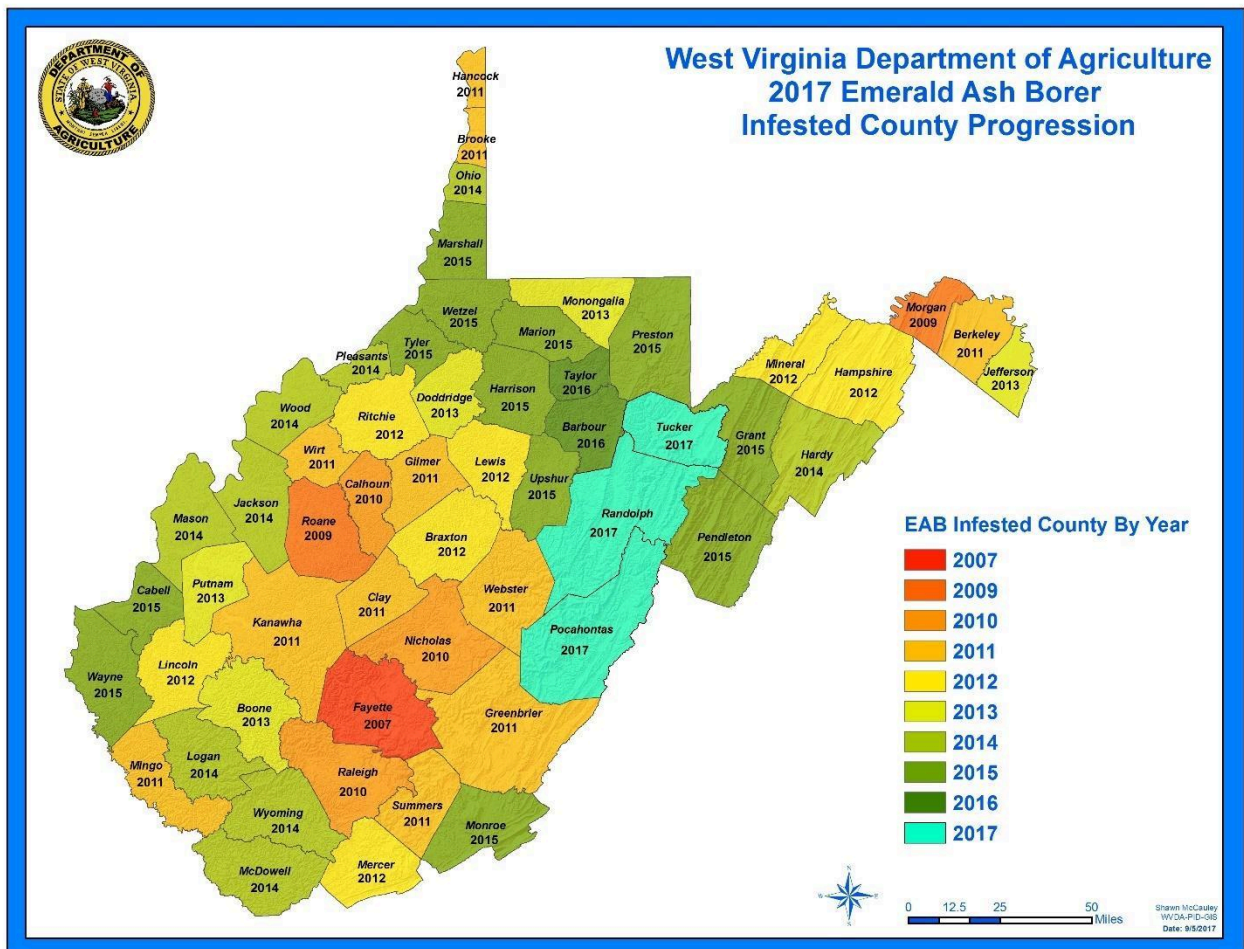 West Virginia Department of Agriculture
2017 Emerald Ash Borer
Infested County Progression
DEPARTMENT OF
STATE OF WEST VIRGINIA
AGRICULTURE
Hancock
2011
Brooke
2011
Ohio
2014
Marshall
2015
Wetzel
2015
Monongalia
2013
Marion
2015
Preston
2015
Tyler
2015
Pleasants
2014
Taylor
2016
Harrison
2015
Doddridge
2013
Wood
2014
Ritchie
2012
Barbour
2016
Tucker
2017
Grant
2015
Hardy
2014
Mineral
2012
Hampshire
2012
Morgan
2009
Berkeley
2011
Jefferson
2013
Wirt
2011
Calhoun
2010
Gilmer
2011
Lewis
2012
Upshur
2015
Randolph
2017
Pendleton
2015
Jackson
2014
Mason
2014
Roane
2009
Braxton
2012
Webster
2011
Pocahontas
2017
Cabell
2015
Putnam
2013
Kanawha
2011
Clay
2011
Nicholas
2010
Wayne
2015
Lincoln
2012
Boone
2013
Fayette
2007
Greenbrier
2011
Mingo
2011
Logan
2014
Raleigh
2010
Summers
2011
Monroe
2015
Wyoming
2014
McDowell
2014
Mercer
2012
EAB Infested County By Year
2007
2009
2010
2011
2012
2013
2014
2015
2016
2017
N
W
E
S
0 12.5 25 50
Miles
Shawn McCauley
WVDA-PID-GIS
Date: 9/5/2017